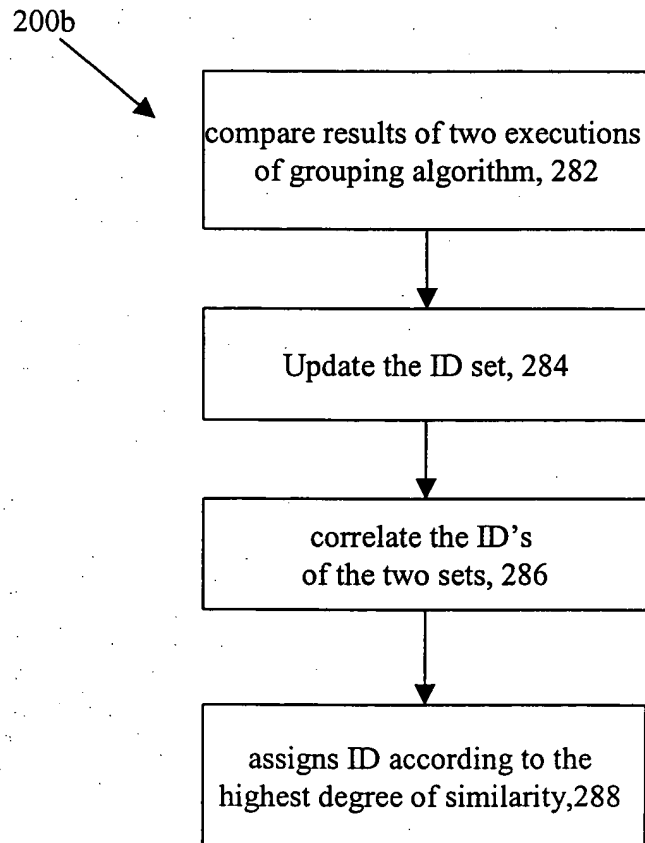 200b
compare results of two executions
of grouping algorithm, 282
Update the ID set, 284
correlate the ID's
of the two sets, 286
assigns ID according to the
highest degree of similarity,288